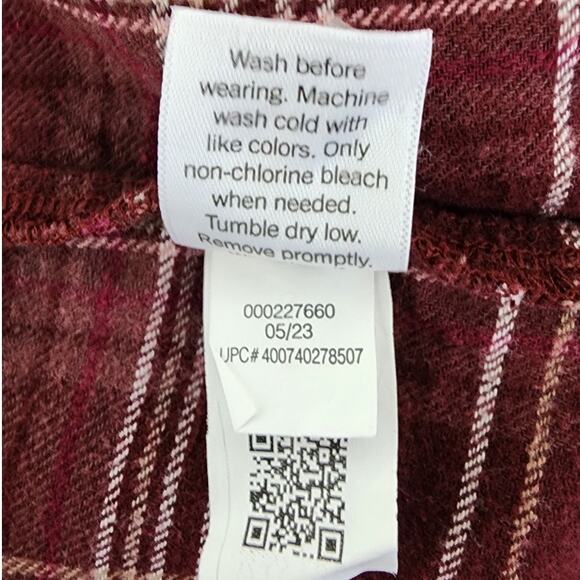 Wash before
wearing. Machine
wash cold with
like colors. Only
non-chlorine bleach
when needed.
Tumble dry low.
Remove promptly.
000227660
05/23
UPC# 400740278507